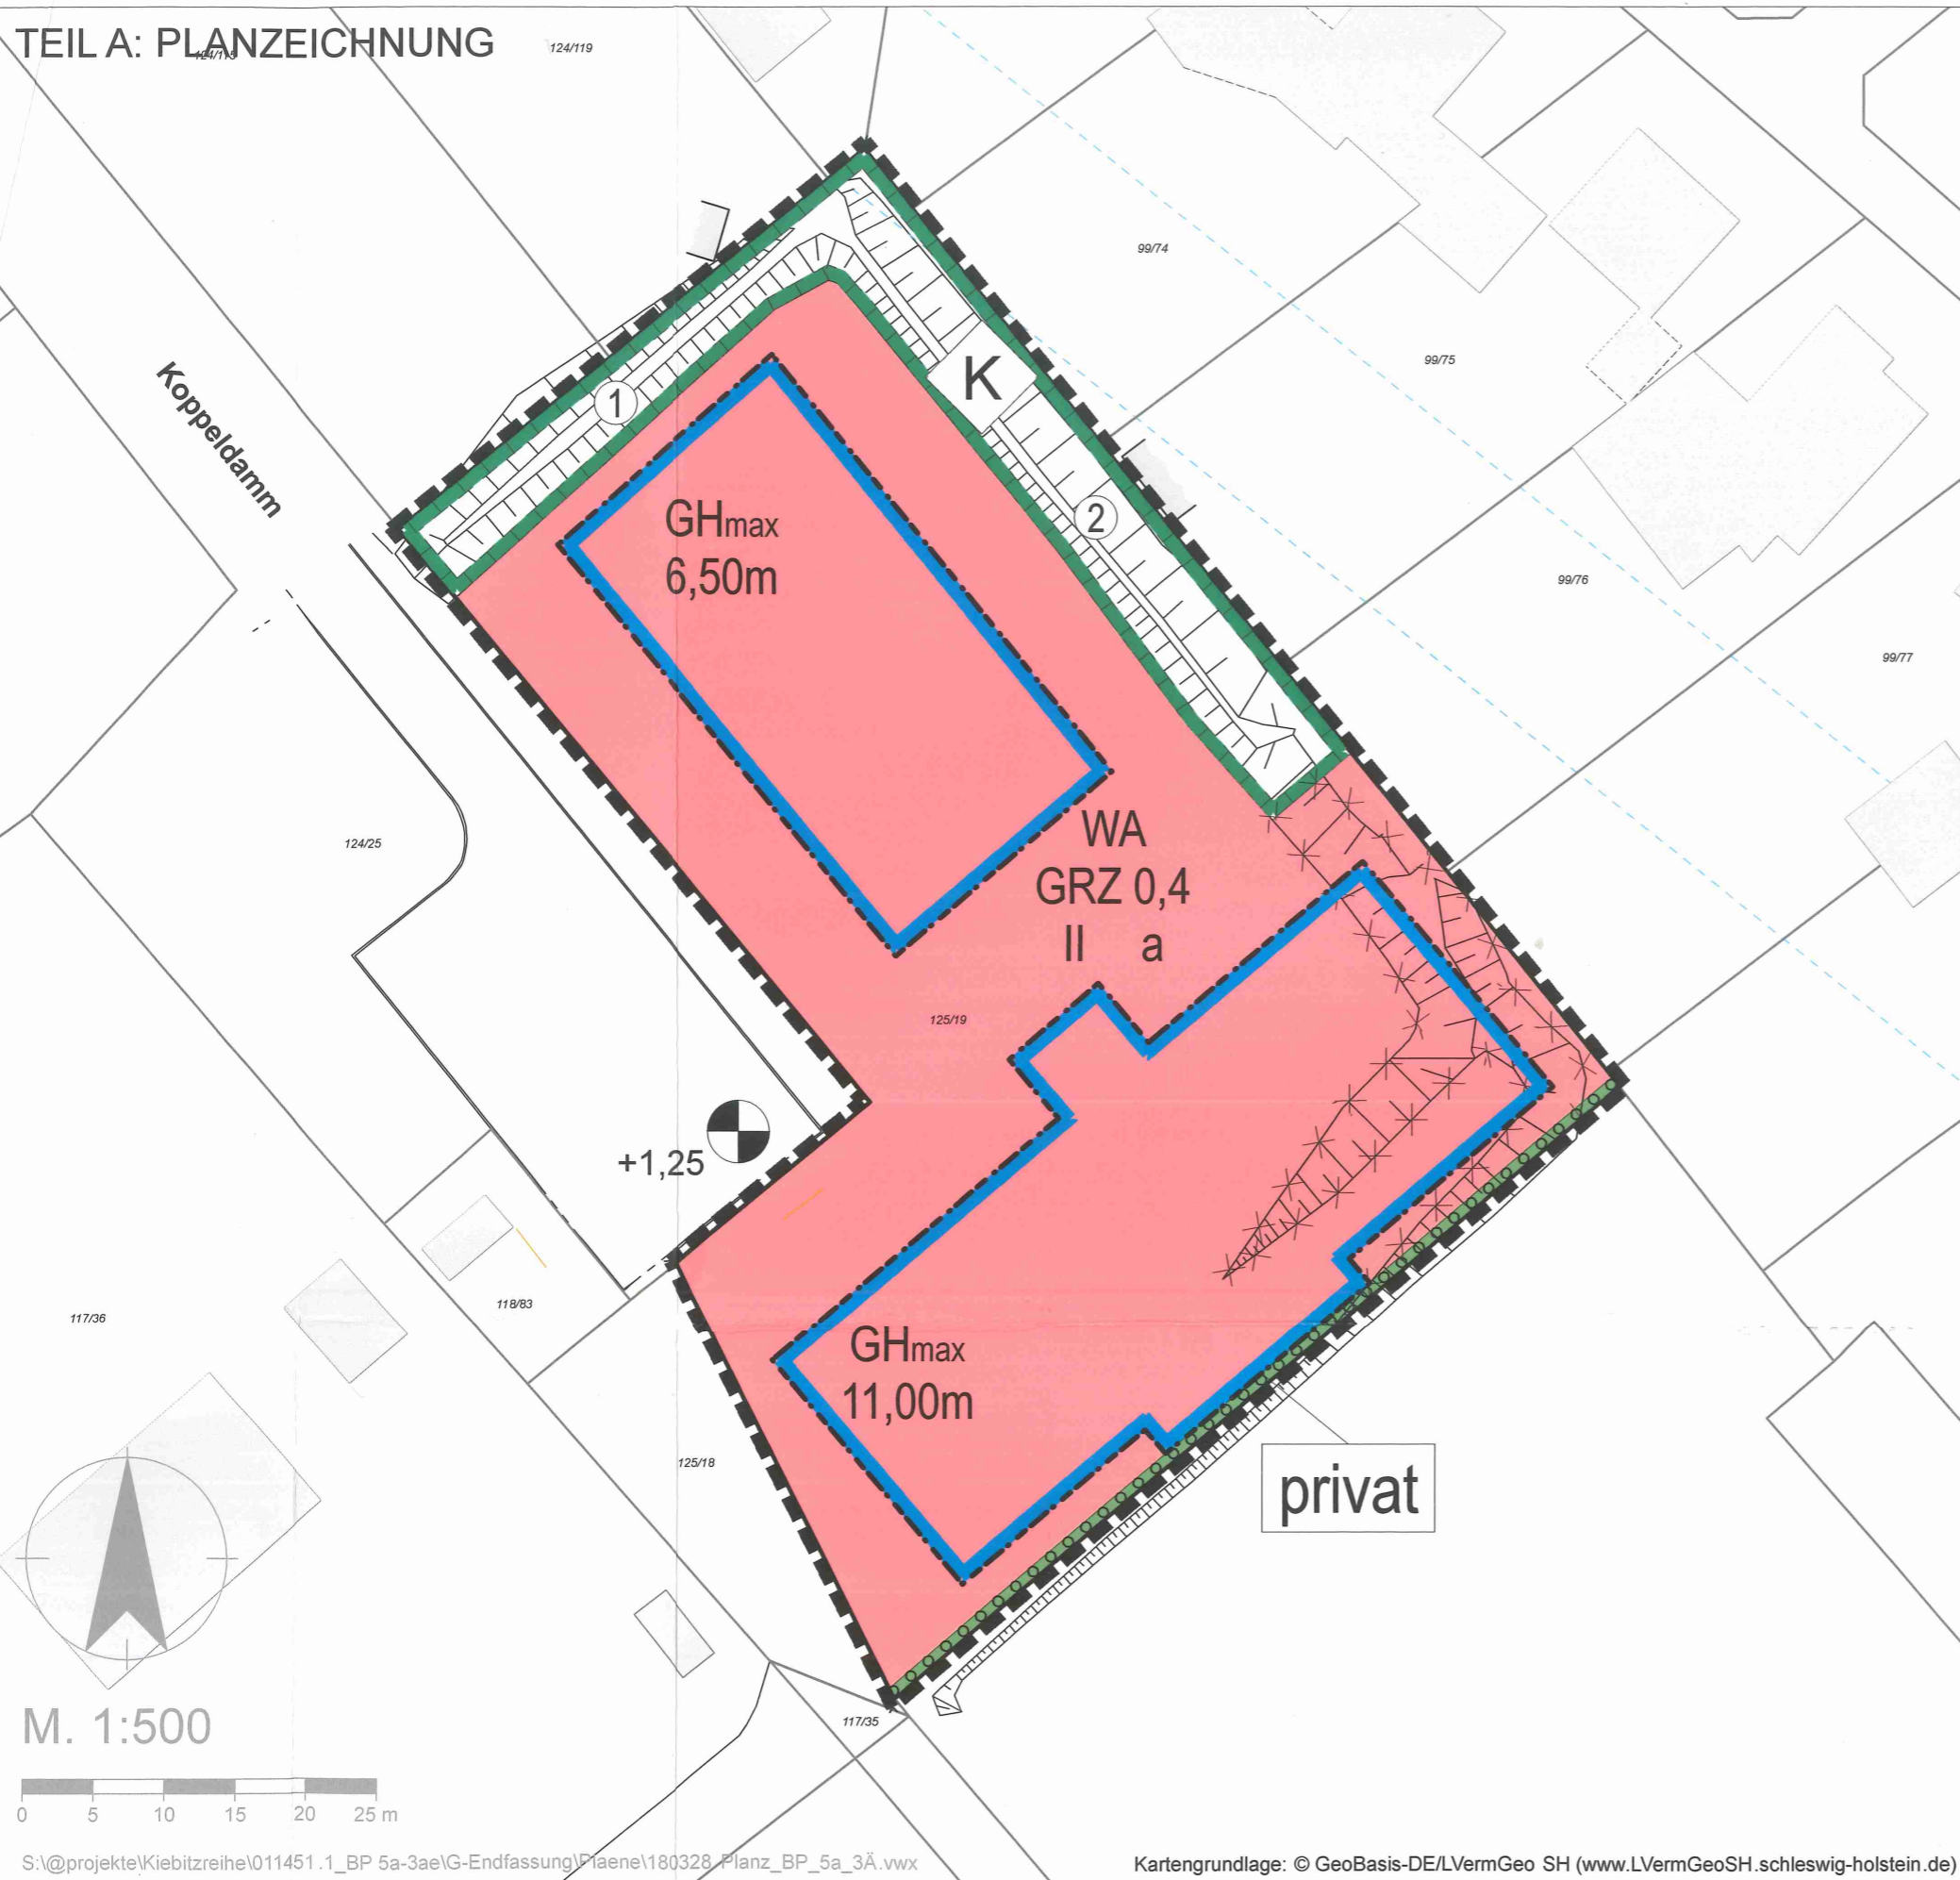 TEIL A: PLANZEICHNUNG
124/119
99/74
99/75
K
1
Koppeldamm
2
GHmax
6,50m
99/76
99/77
WA
GRZ 0,4
II a
124/25
125/19
+1,25
118/83
117/36
GHmax
11,00m
125/18
privat
117/35
M. 1:500
0 5 10 15 20 25 m
S:\@projekte\Kiebitzreihe\011451.1_BP 5a-3ae\G-Endfassung\Plaene\180328_Planz_BP_5a_3Ä.vwx
Kartengrundlage: © GeoBasis-DE/LVermGeo SH (www.LVermGeoSH.schleswig-holstein.de)